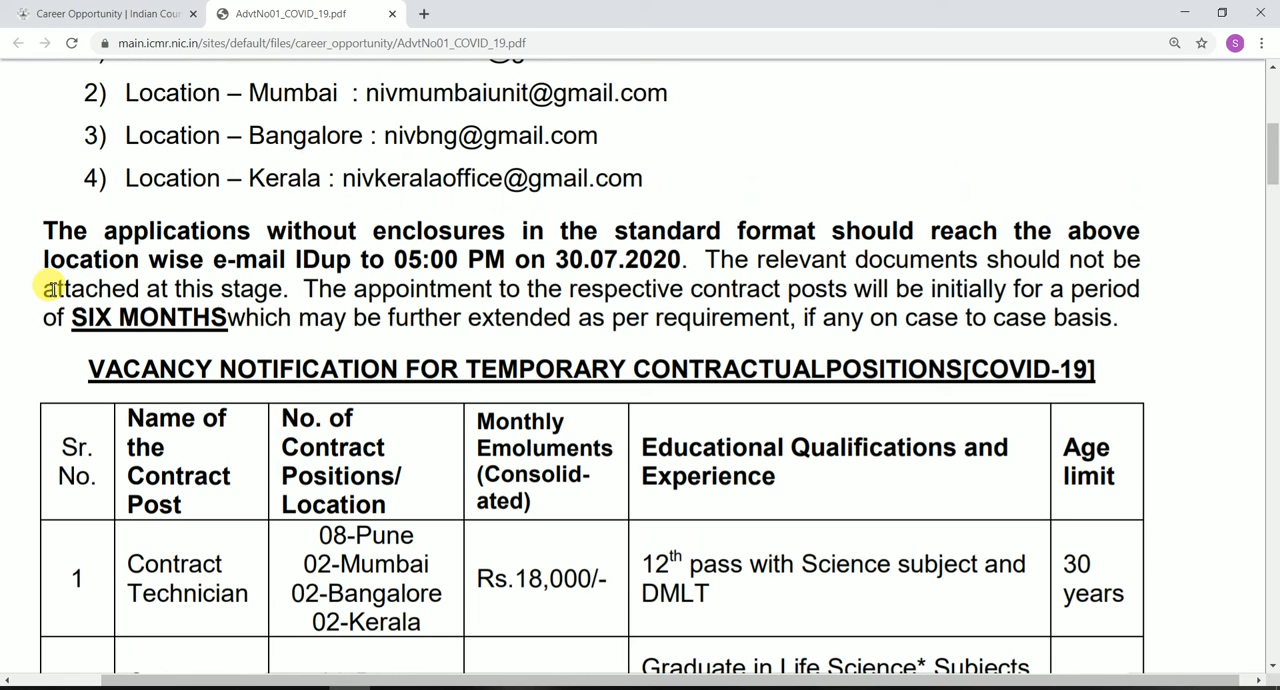 Career Opportunity | Indian Cour
AdvtNo01_COVID_19.pdf
main.icmr.nic.in/sites/default/files/career_opportunity/AdvtNo01_COVID_19.pdf
S
2) Location – Mumbai : nivmumbaiunit@gmail.com
3) Location – Bangalore : nivbng@gmail.com
4) Location – Kerala : nivkeralaoffice@gmail.com
The applications without enclosures in the standard format should reach the above
location wise e-mail IDup to 05:00 PM on 30.07.2020. The relevant documents should not be
attached at this stage. The appointment to the respective contract posts will be initially for a period
of SIX MONTHSwhich may be further extended as per requirement, if any on case to case basis.
VACANCY NOTIFICATION FOR TEMPORARY CONTRACTUALPOSITIONS[COVID-19]
Sr.
No.
Name of
the
Contract
Post
No. of
Contract
Positions/
Location
Monthly
Emoluments
(Consolid-
ated)
Educational Qualifications and
Experience
Age
limit
1
Contract
Technician
08-Pune
02-Mumbai
02-Bangalore
02-Kerala
Rs.18,000/-
12th pass with Science subject and
DMLT
30
years
Graduate in Life Science* Subjects